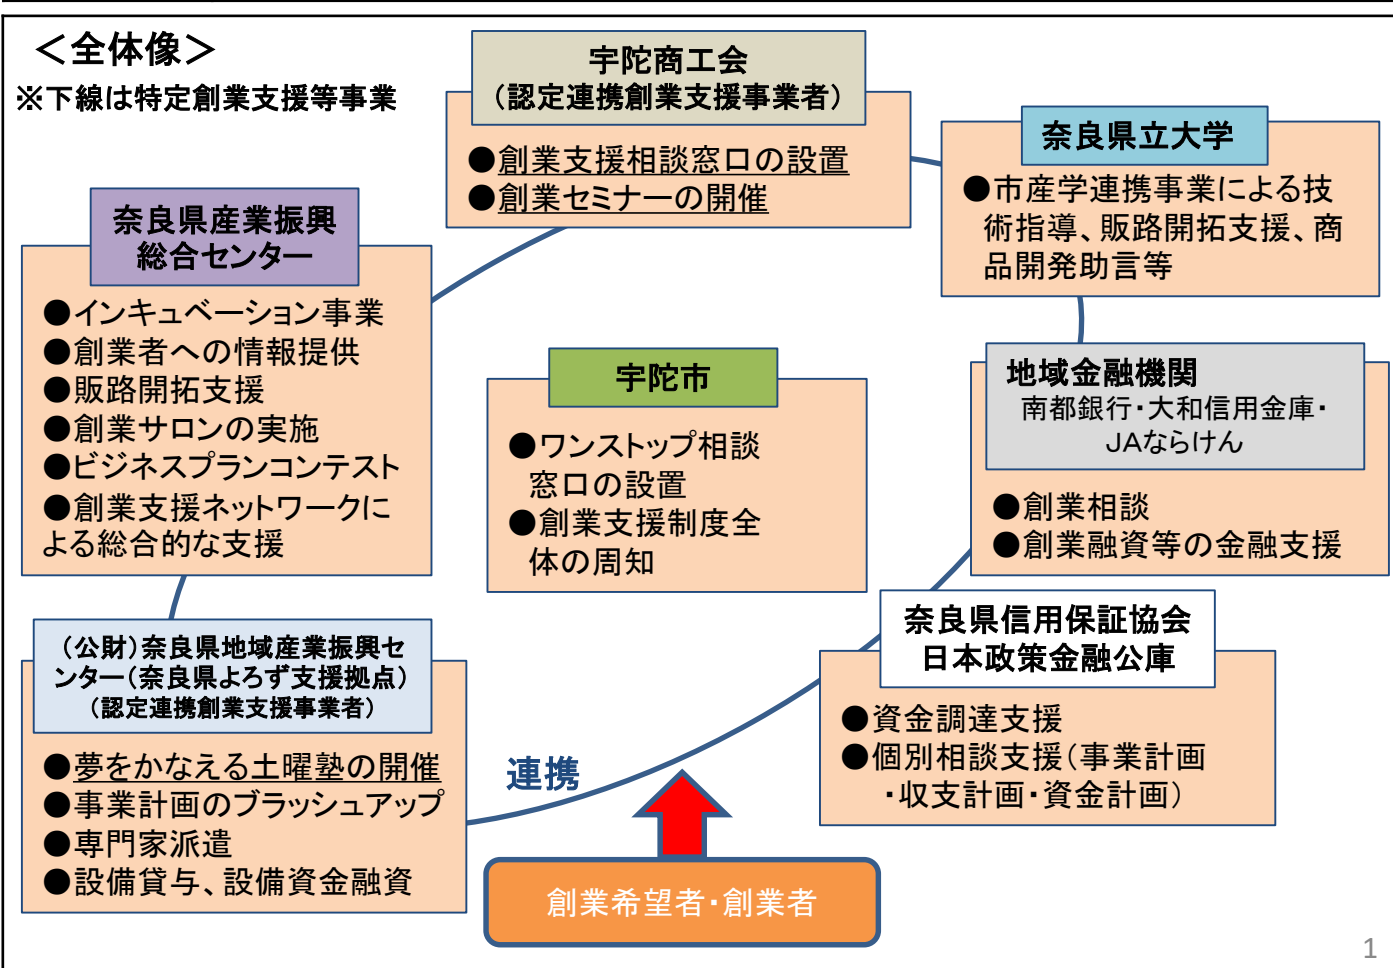 ＜全体像＞
※下線は特定創業支援等事業
宇陀商工会
（認定連携創業支援事業者）
●創業支援相談窓口の設置
●創業セミナーの開催
奈良県立大学
●市産学連携事業による技
術指導、販路開拓支援、商
品開発助言等
奈良県産業振興
総合センター
●インキュベーション事業
●創業者への情報提供
●販路開拓支援
●創業サロンの実施
●ビジネスプランコンテスト
●創業支援ネットワークに
よる総合的な支援
宇陀市
●ワンストップ相談
窓口の設置
●創業支援制度全
体の周知
地域金融機関
南都銀行・大和信用金庫・
JAならけん
●創業相談
●創業融資等の金融支援
（公財）奈良県地域産業振興セ
ンター（奈良県よろず支援拠点）
（認定連携創業支援事業者）
●夢をかなえる土曜塾の開催
●事業計画のブラッシュアップ
●専門家派遣
●設備貸与、設備資金融資
奈良県信用保証協会
日本政策金融公庫
●資金調達支援
●個別相談支援（事業計画
・収支計画・資金計画）
連携
創業希望者・創業者
1